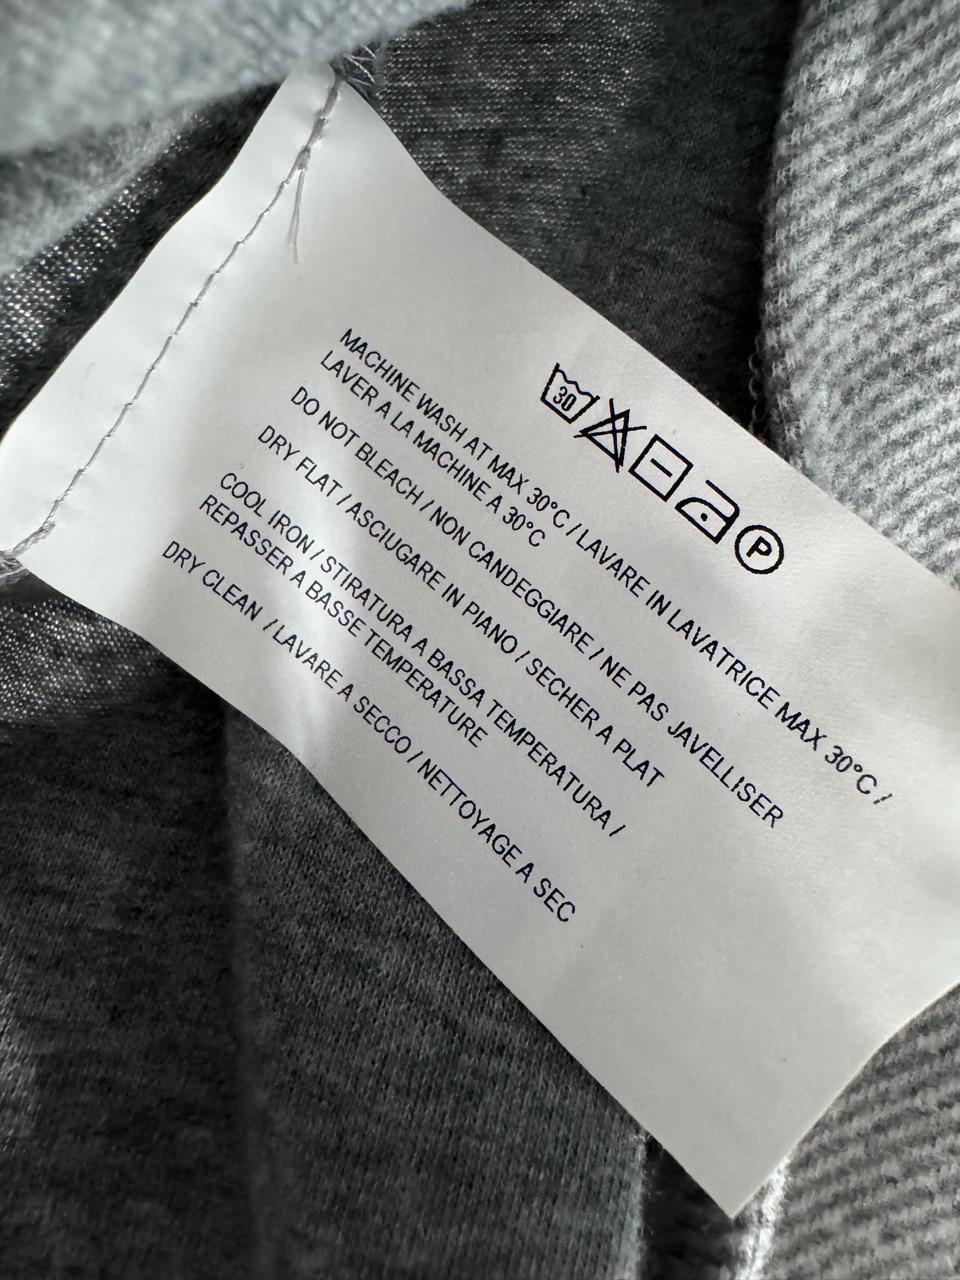 30
P
MACHINE WASH AT MAX 30°C / LAVARE IN LAVATRICE MAX 30°C /
LAVER A LA MACHINE A 30°C
DO NOT BLEACH / NON CANDEGGIARE / NE PAS JAVELLISER
DRY FLAT / ASCIUGARE IN PIANO / SECHER A PLAT
COOL IRON / STIRATURA A BASSA TEMPERATURA /
REPASSER A BASSE TEMPERATURE
DRY CLEAN / LAVARE A SECCO / NETTOYAGE A SEC